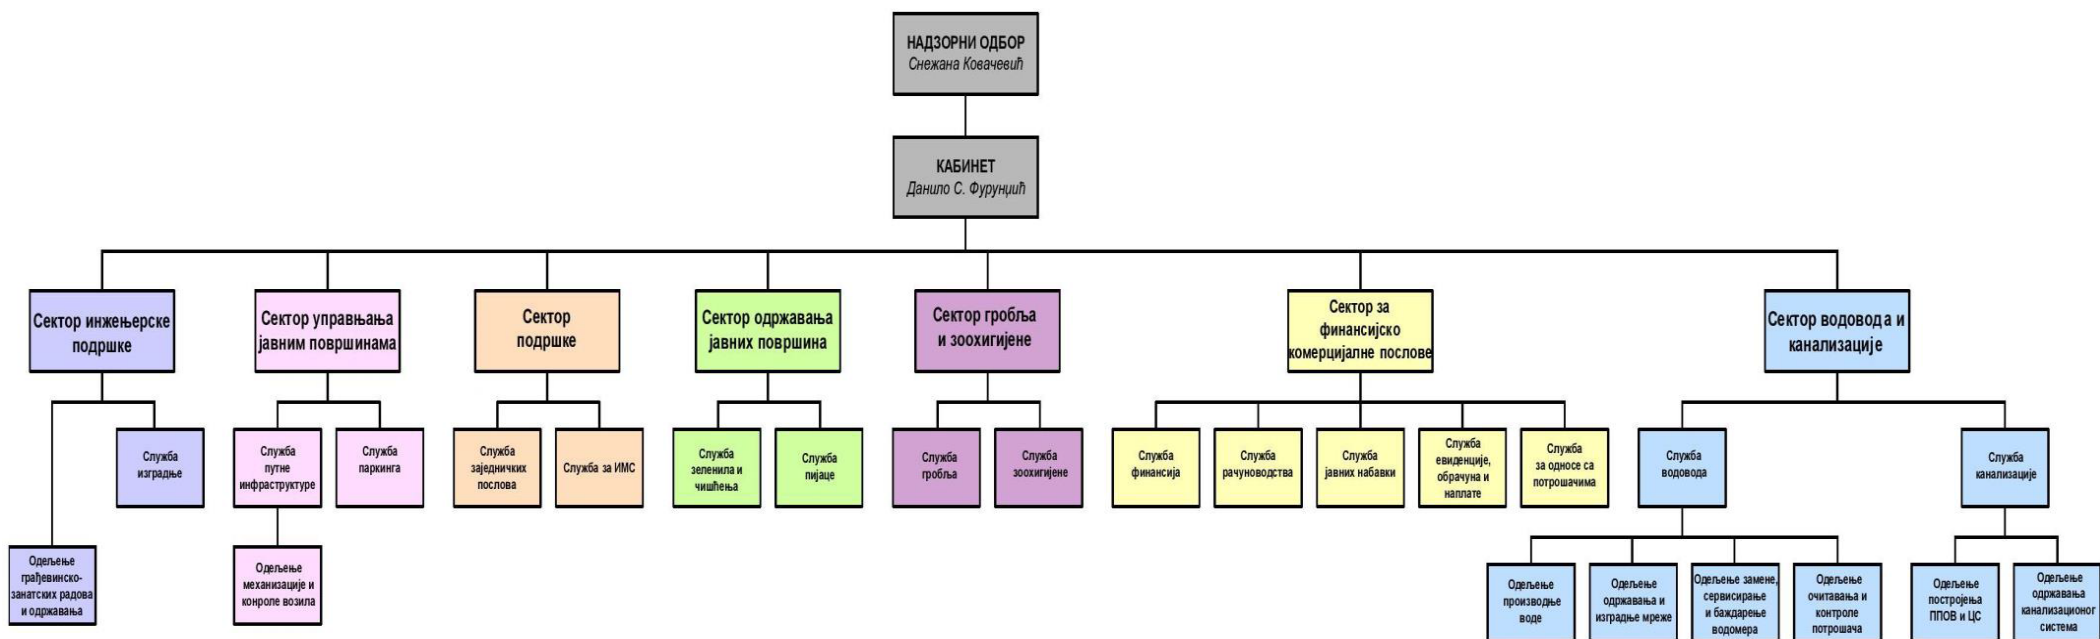 НАДЗОРНИ ОДБОР
Снежана Ковачевић
КАБИНЕТ
Данило С. Фурунџић
Сектор инжењерске
подршке
Сектор управњања
јавним површинама
Сектор
подршке
Сектор одржавања
јавних површина
Сектор гробља
и зоохигијене
Сектор за
финансијско
комерцијалне послове
Сектор водовода и
канализације
Служба
изградње
Служба
путне
инфраструктуре
Служба
паркинга
Служба
заједничких
послова
Служба за ИМС
Служба
зеленила и
чишћења
Служба
пијаце
Служба
гробља
Служба
зоохигијене
Служба
финансија
Служба
рачуноводства
Служба
јавних набавки
Служба
евиденције,
обрачуна и
наплате
Служба
за односе са
потрошачима
Служба
водовода
Служба
канализације
Одељење
грађевинско-
занатских радова
и одржавања
Одељење
механизације и
конроле возила
Одељење
производње
воде
Одељење
одржавања и
изградње мреже
Одељење замене,
сервисирање
и баждарење
водомера
Одељење
очитавања и
контроле
потрошача
Одељење
постројења
ППОВ и ЦС
Одељење
одржавања
канализационог
система